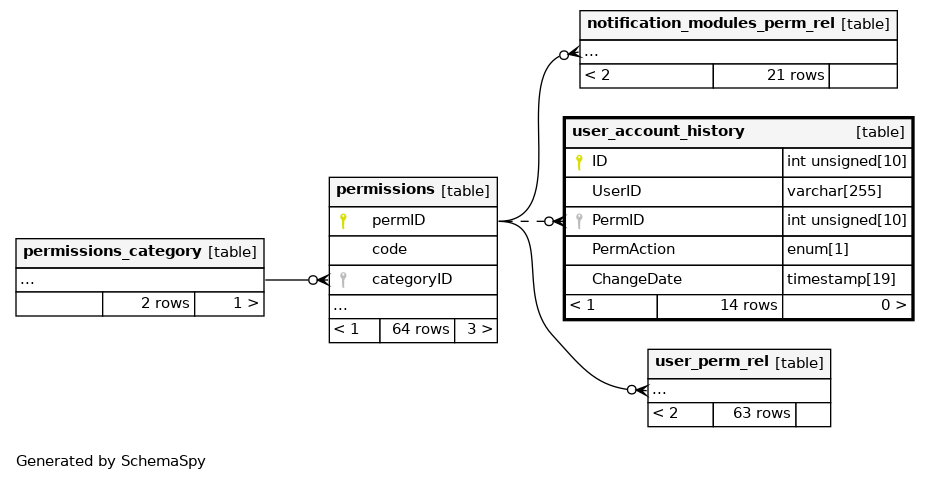 notification_modules_perm_rel [table]
...
< 2 21 rows
user_account_history [table]
ID int unsigned[10]
UserID varchar[255]
PermID int unsigned[10]
PermAction enum[1]
ChangeDate timestamp[19]
< 1 14 rows 0 >
permissions [table]
permID
code
categoryID
...
< 1 64 rows 3 >
permissions_category [table]
...
2 rows 1 >
user_perm_rel [table]
...
< 2 63 rows
Generated by SchemaSpy